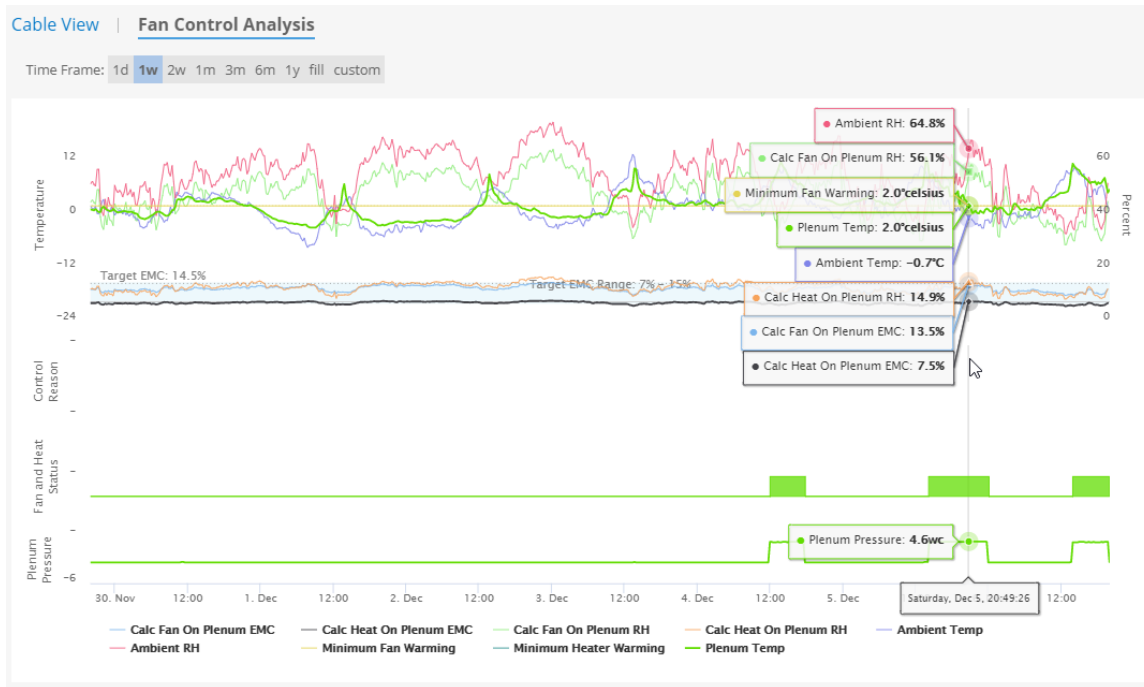 Cable View | Fan Control Analysis
Time Frame: 1d 1w 2w 1m 3m 6m 1y fill custom
Ambient RH: 64.8%
Calc Fan On Plenum RH: 56.1%
Minimum Fan Warming: 2.0°celsius
Plenum Temp: 2.0°celsius
Ambient Temp: −0.7°C
Calc Heat On Plenum RH: 14.9%
Calc Fan On Plenum EMC: 13.5%
Calc Heat On Plenum EMC: 7.5%
Temperature
12
0
−12
−24
Percent
60
40
20
0
Target EMC: 14.5%
Target EMC Range: 7% - 15%
Control
Reason
Fan and Heat
Status
Plenum
Pressure
−6
Plenum Pressure: 4.6wc
30. Nov 12:00 1. Dec 12:00 2. Dec 12:00 3. Dec 12:00 4. Dec 12:00 5. Dec 12:00
Saturday, Dec 5, 20:49:26
Calc Fan On Plenum EMC Calc Heat On Plenum EMC Calc Fan On Plenum RH Calc Heat On Plenum RH Ambient Temp
Ambient RH Minimum Fan Warming Minimum Heater Warming Plenum Temp